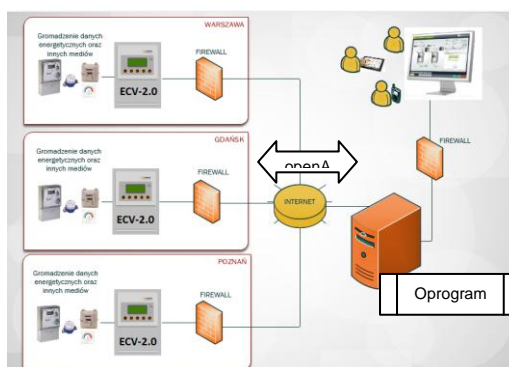 WARSZAWA
Gromadzenie danych
energetycznych oraz
innych mediów
ECV-2.0
FIREWALL
GDAŃSK
Gromadzenie danych
energetycznych oraz
innych mediów
ECV-2.0
FIREWALL
POZNAŃ
Gromadzenie danych
energetycznych oraz
innych mediów
ECV-2.0
FIREWALL
openA
INTERNET
FIREWALL
Oprogram